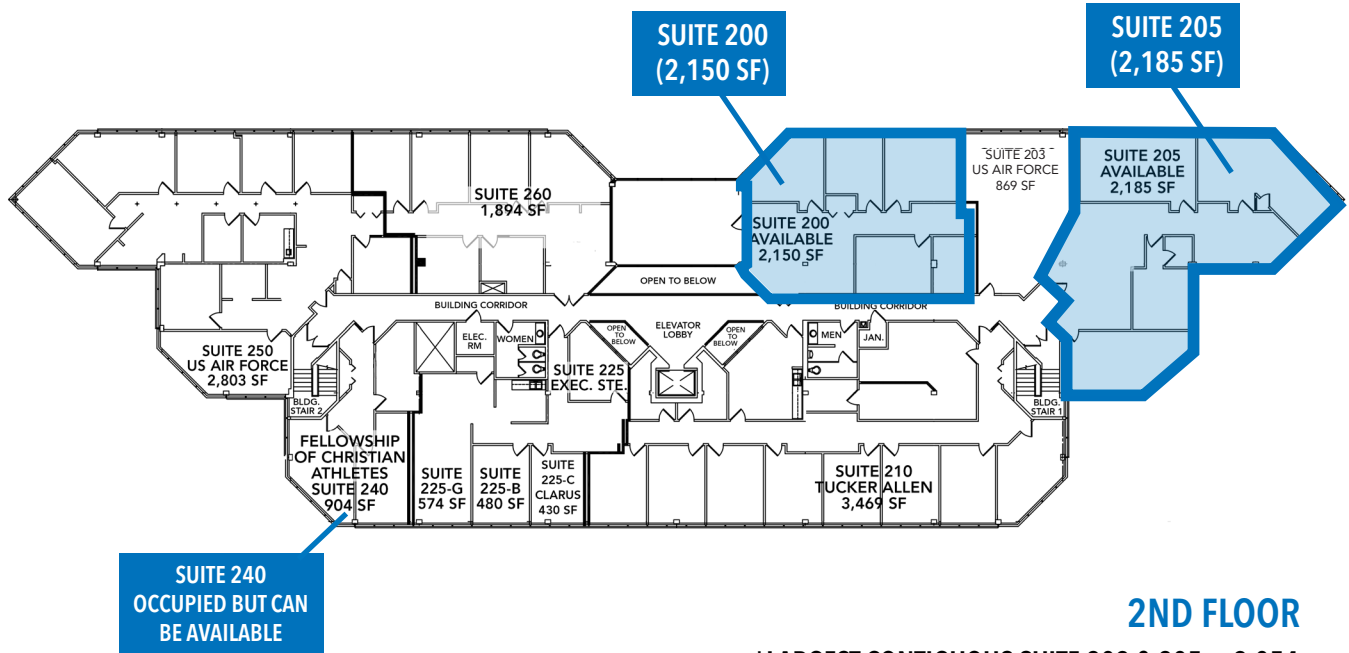 SUITE 200
(2,150 SF)
SUITE 205
(2,185 SF)
SUITE 203
US AIR FORCE
869 SF
SUITE 205
AVAILABLE
2,185 SF
SUITE 260
1,894 SF
SUITE 200
AVAILABLE
2,150 SF
OPEN TO BELOW
BUILDING CORRIDOR
BUILDING CORRIDOR
ELEC.
RM
WOMEN
OPEN
TO
BELOW
ELEVATOR
LOBBY
OPEN
TO
BELOW
MEN
JAN.
SUITE 250
US AIR FORCE
2,803 SF
SUITE 225
EXEC. STE.
BLDG.
STAIR 2
BLDG.
STAIR 1
FELLOWSHIP
OF CHRISTIAN
ATHLETES
SUITE 240
904 SF
SUITE
225-G
574 SF
SUITE
225-B
480 SF
SUITE
225-C
CLARUS
430 SF
SUITE 210
TUCKER ALLEN
3,469 SF
SUITE 240
OCCUPIED BUT CAN
BE AVAILABLE
2ND FLOOR